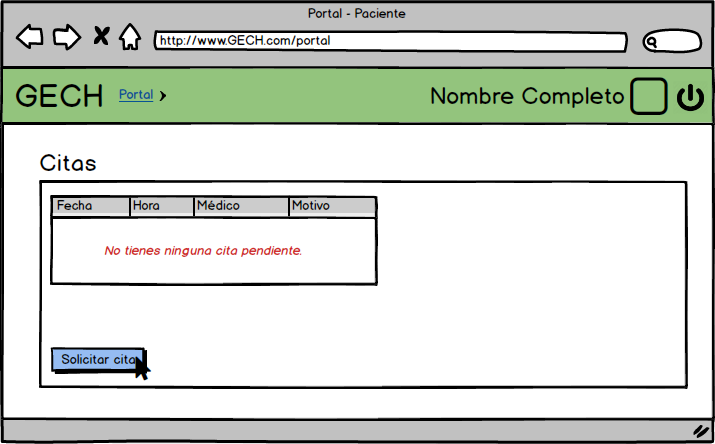 Portal - Paciente
http://www.GECH.com/portal
GECH Portal Nombre Completo
Citas
Fecha Hora Médico Motivo
No tienes ninguna cita pendiente.
Solicitar cita